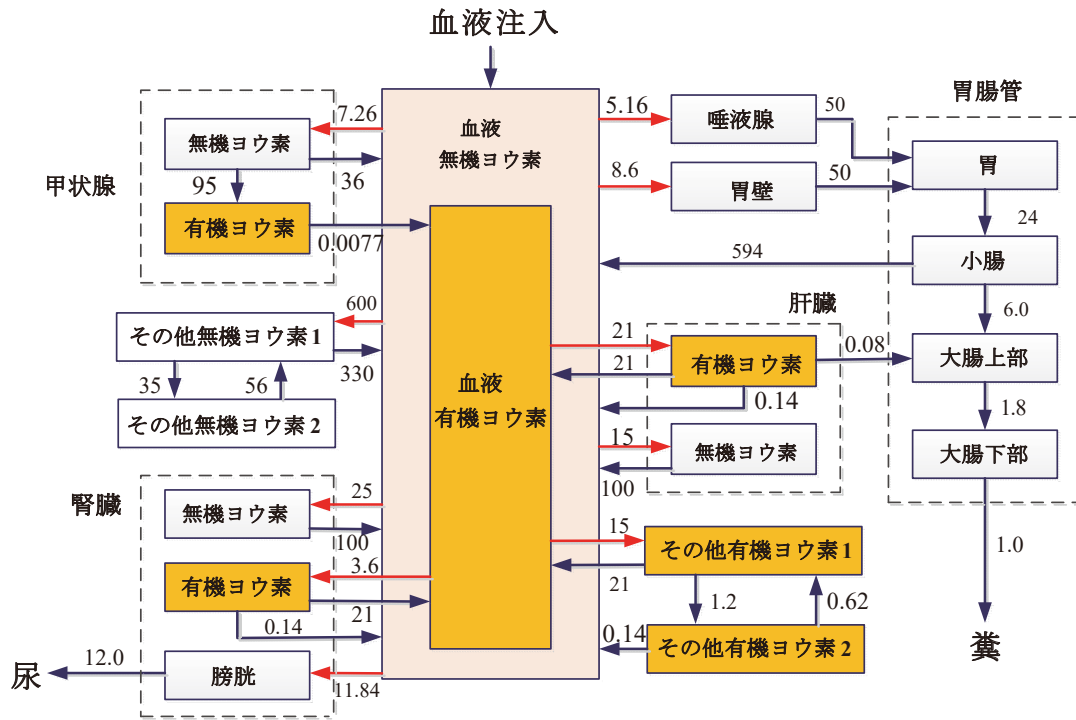 血液注入
甲状腺
無機ヨウ素
7.26
36
95
有機ヨウ素
0.0077
血液
無機ヨウ素
血液
有機ヨウ素
5.16
唾液腺
50
8.6
胃壁
50
胃腸管
胃
24
594
小腸
6.0
大腸上部
1.8
大腸下部
1.0
糞
600
その他無機ヨウ素1
330
35
56
その他無機ヨウ素2
肝臓
21
21
有機ヨウ素
0.08
0.14
15
無機ヨウ素
100
腎臓
25
無機ヨウ素
100
3.6
有機ヨウ素
21
0.14
膀胱
11.84
12.0
尿
15
その他有機ヨウ素1
21
1.2
0.62
0.14
その他有機ヨウ素2